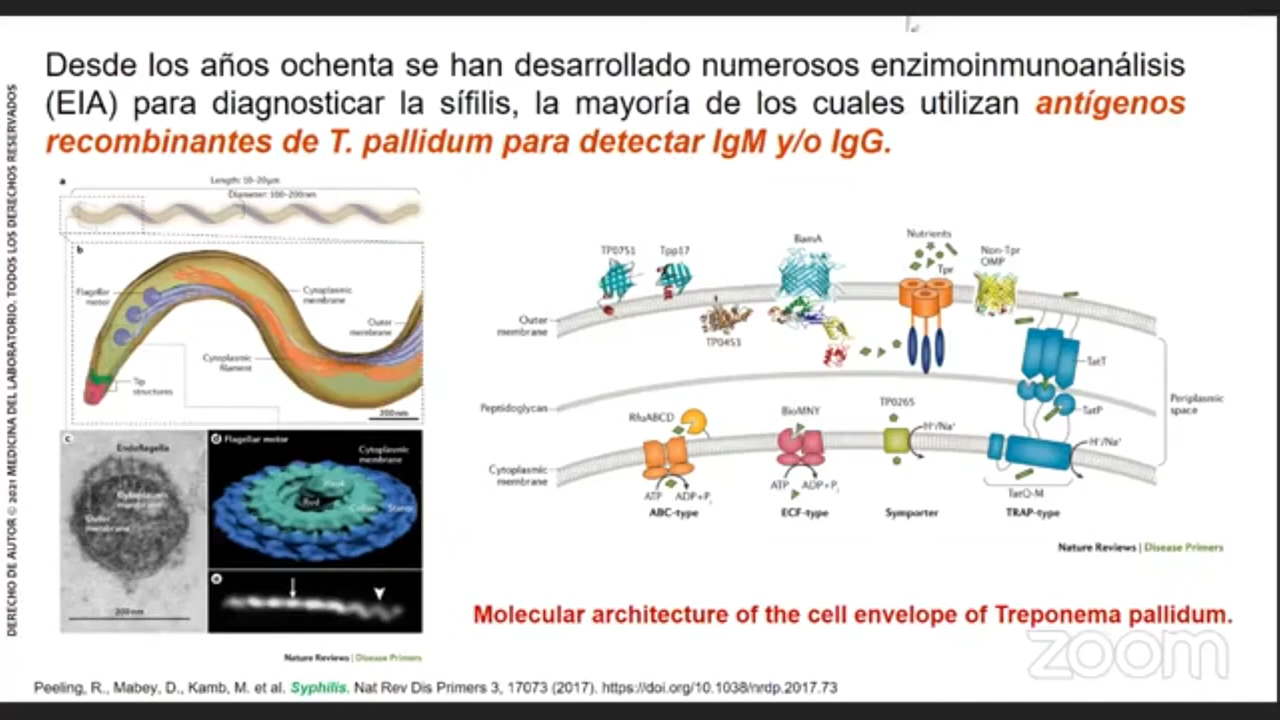 Desde los años ochenta se han desarrollado numerosos enzimoinmunoanálisis
(EIA) para diagnosticar la sífilis, la mayoría de los cuales utilizan antígenos
recombinantes de T. pallidum para detectar IgM y/o IgG.
DERECHO DE AUTOR © 2021 MEDICINA DEL LABORATORIO. TODOS LOS DERECHOS RESERVADOS
a
Length: 10–20μm
Diameter: 100–200nm
b
Flagellar
motor
Cytoplasmic
membrane
Outer
membrane
Cytoplasmic
filament
Tip
structures
200nm
c
Endoflagella
Cytoplasmic
membrane
Outer
membrane
200nm
d Flagellar motor
Cytoplasmic
membrane
Rod
Collar
Stator
e
Nature Reviews | Disease Primers
TP0751
Tpp17
BamA
Nutrients
Tpr
Non-Tpr
OMP
Outer
membrane
TP0453
TatT
Peptidoglycan
TatP
Periplasmic
space
RfuABCD
BioMNY
TP0265
H⁺/Na⁺
H⁺/Na⁺
Cytoplasmic
membrane
ATP
ADP+Pi
ATP
ADP+Pi
TatQ-M
ABC-type
ECF-type
Symporter
TRAP-type
Nature Reviews | Disease Primers
Molecular architecture of the cell envelope of Treponema pallidum.
zoom
Peeling, R., Mabey, D., Kamb, M. et al. Syphilis. Nat Rev Dis Primers 3, 17073 (2017). https://doi.org/10.1038/nrdp.2017.73